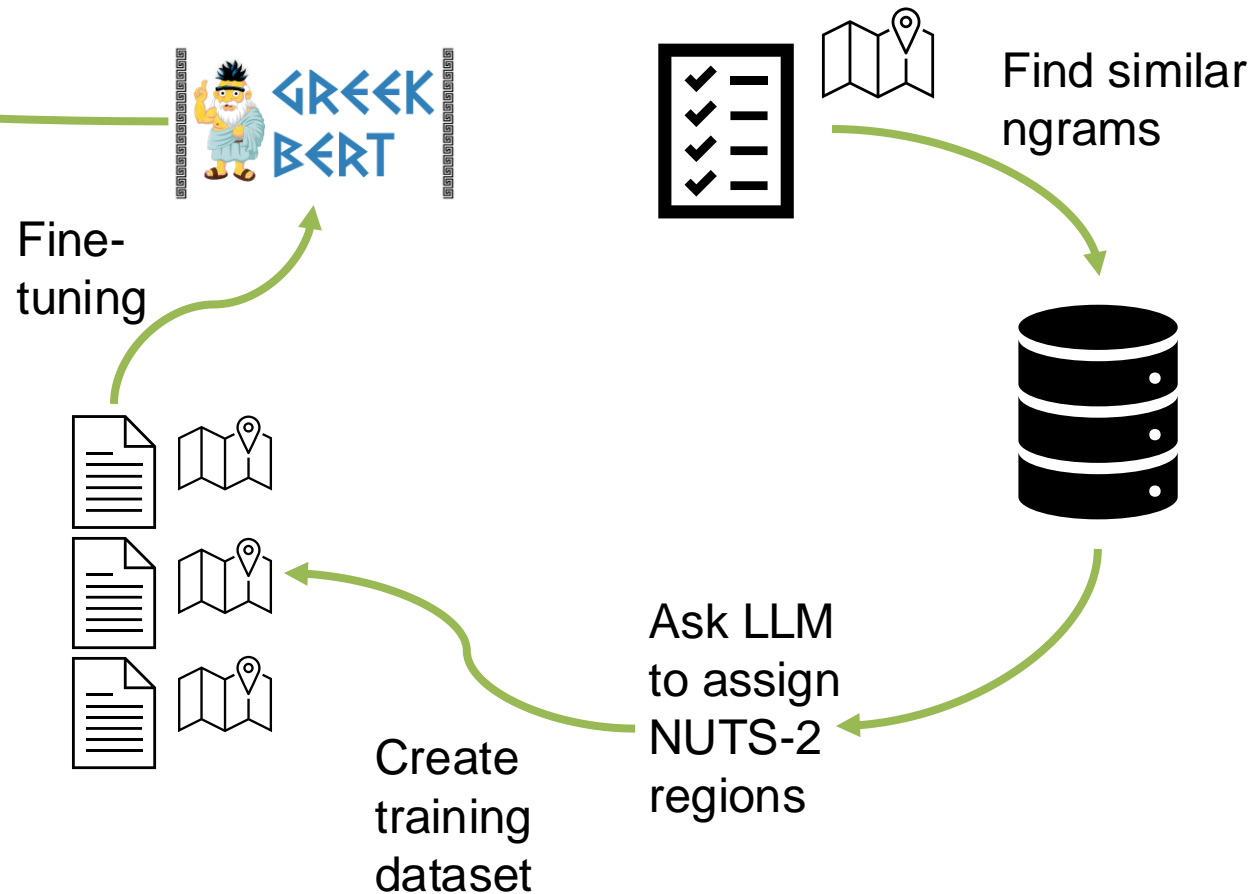 GREEK
BERT
Find similar
ngrams
Fine-
tuning
Ask LLM
to assign
NUTS-2
regions
Create
training
dataset